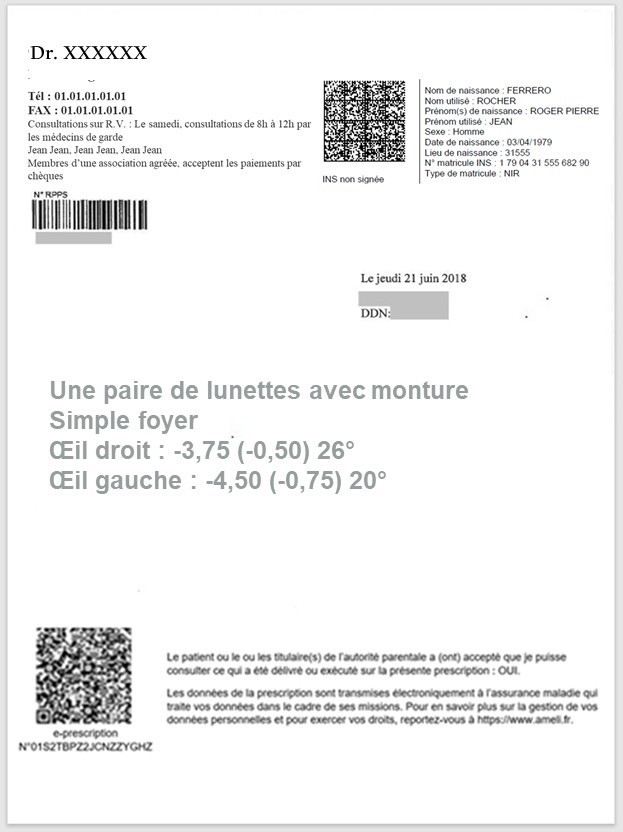 Dr. XXXXXX
Tél : 01.01.01.01.01
FAX : 01.01.01.01.01
Consultations sur R.V. : Le samedi, consultations de 8h à 12h par
les médecins de garde
Jean Jean, Jean Jean, Jean Jean
Membres d’une association agréée, acceptent les paiements par
chèques
N° RPPS
INS non signée
Nom de naissance : FERRERO
Nom utilisé : ROCHER
Prénom(s) de naissance : ROGER PIERRE
Prénom utilisé : JEAN
Sexe : Homme
Date de naissance : 03/04/1979
Lieu de naissance : 31555
N° matricule INS : 1 79 04 31 555 682 90
Type de matricule : NIR
Le jeudi 21 juin 2018
DDN:
Une paire de lunettes avec monture
Simple foyer
Œil droit : -3,75 (-0,50) 26°
Œil gauche : -4,50 (-0,75) 20°
Le patient ou le ou les titulaire(s) de l’autorité parentale a (ont) accepté que je puisse
consulter ce qui a été délivré ou exécuté sur la présente prescription : OUI.
Les données de la prescription sont transmises électroniquement à l’assurance maladie qui
traite vos données dans le cadre de ses missions. Pour en savoir plus sur la gestion de vos
données personnelles et pour exercer vos droits, reportez-vous à https://www.ameli.fr.
e-prescription
N°01S2TBPZ2JCNZZYGHZ